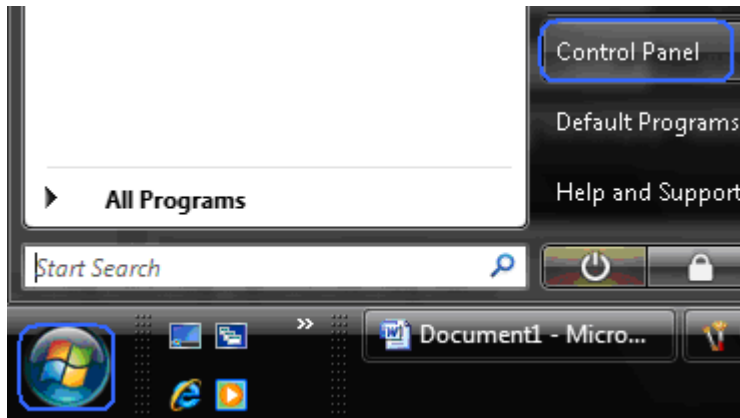 Control Panel
Default Programs
All Programs
Help and Support
Start Search
Document1 - Micro...